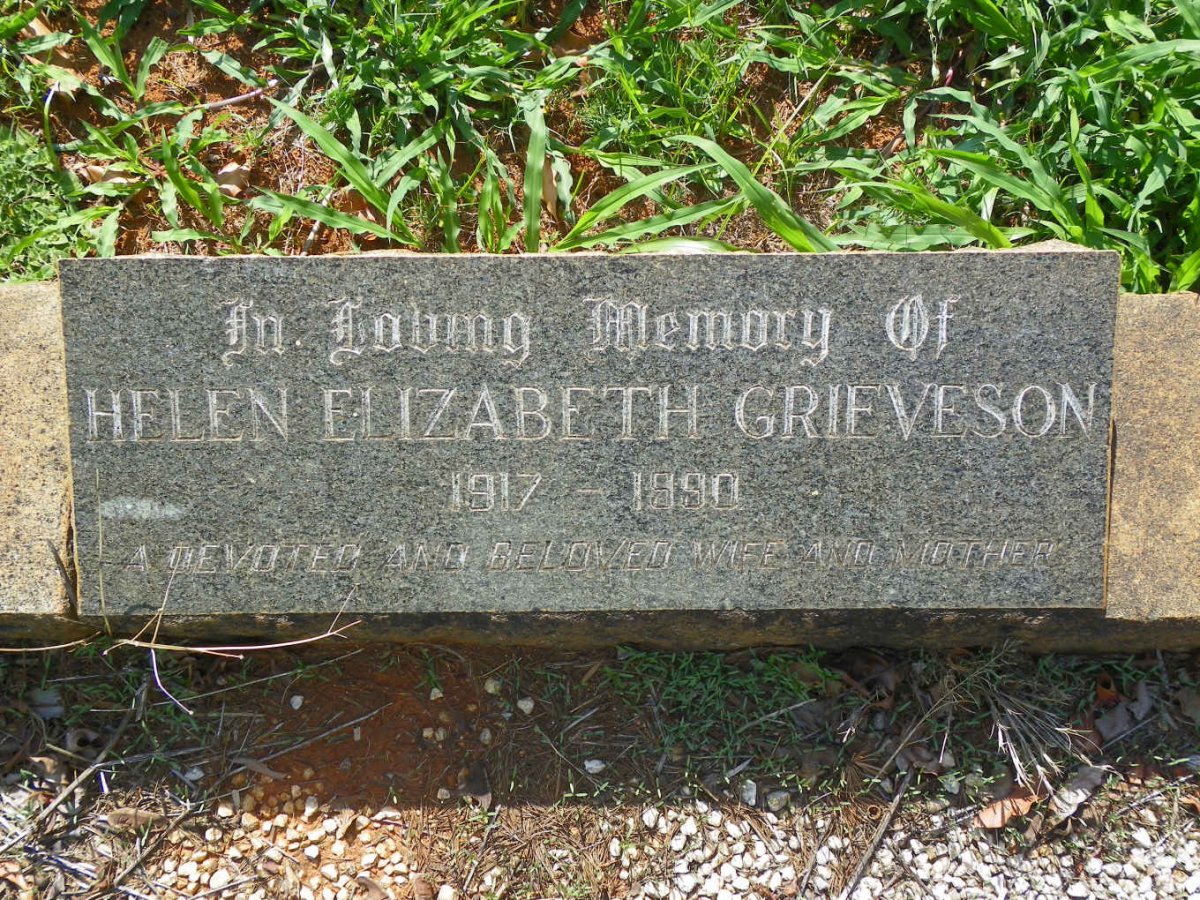 In Loving Memory Of
HELEN ELIZABETH GRIEVESON
1917 - 1990
A DEVOTED AND BELOVED WIFE AND MOTHER